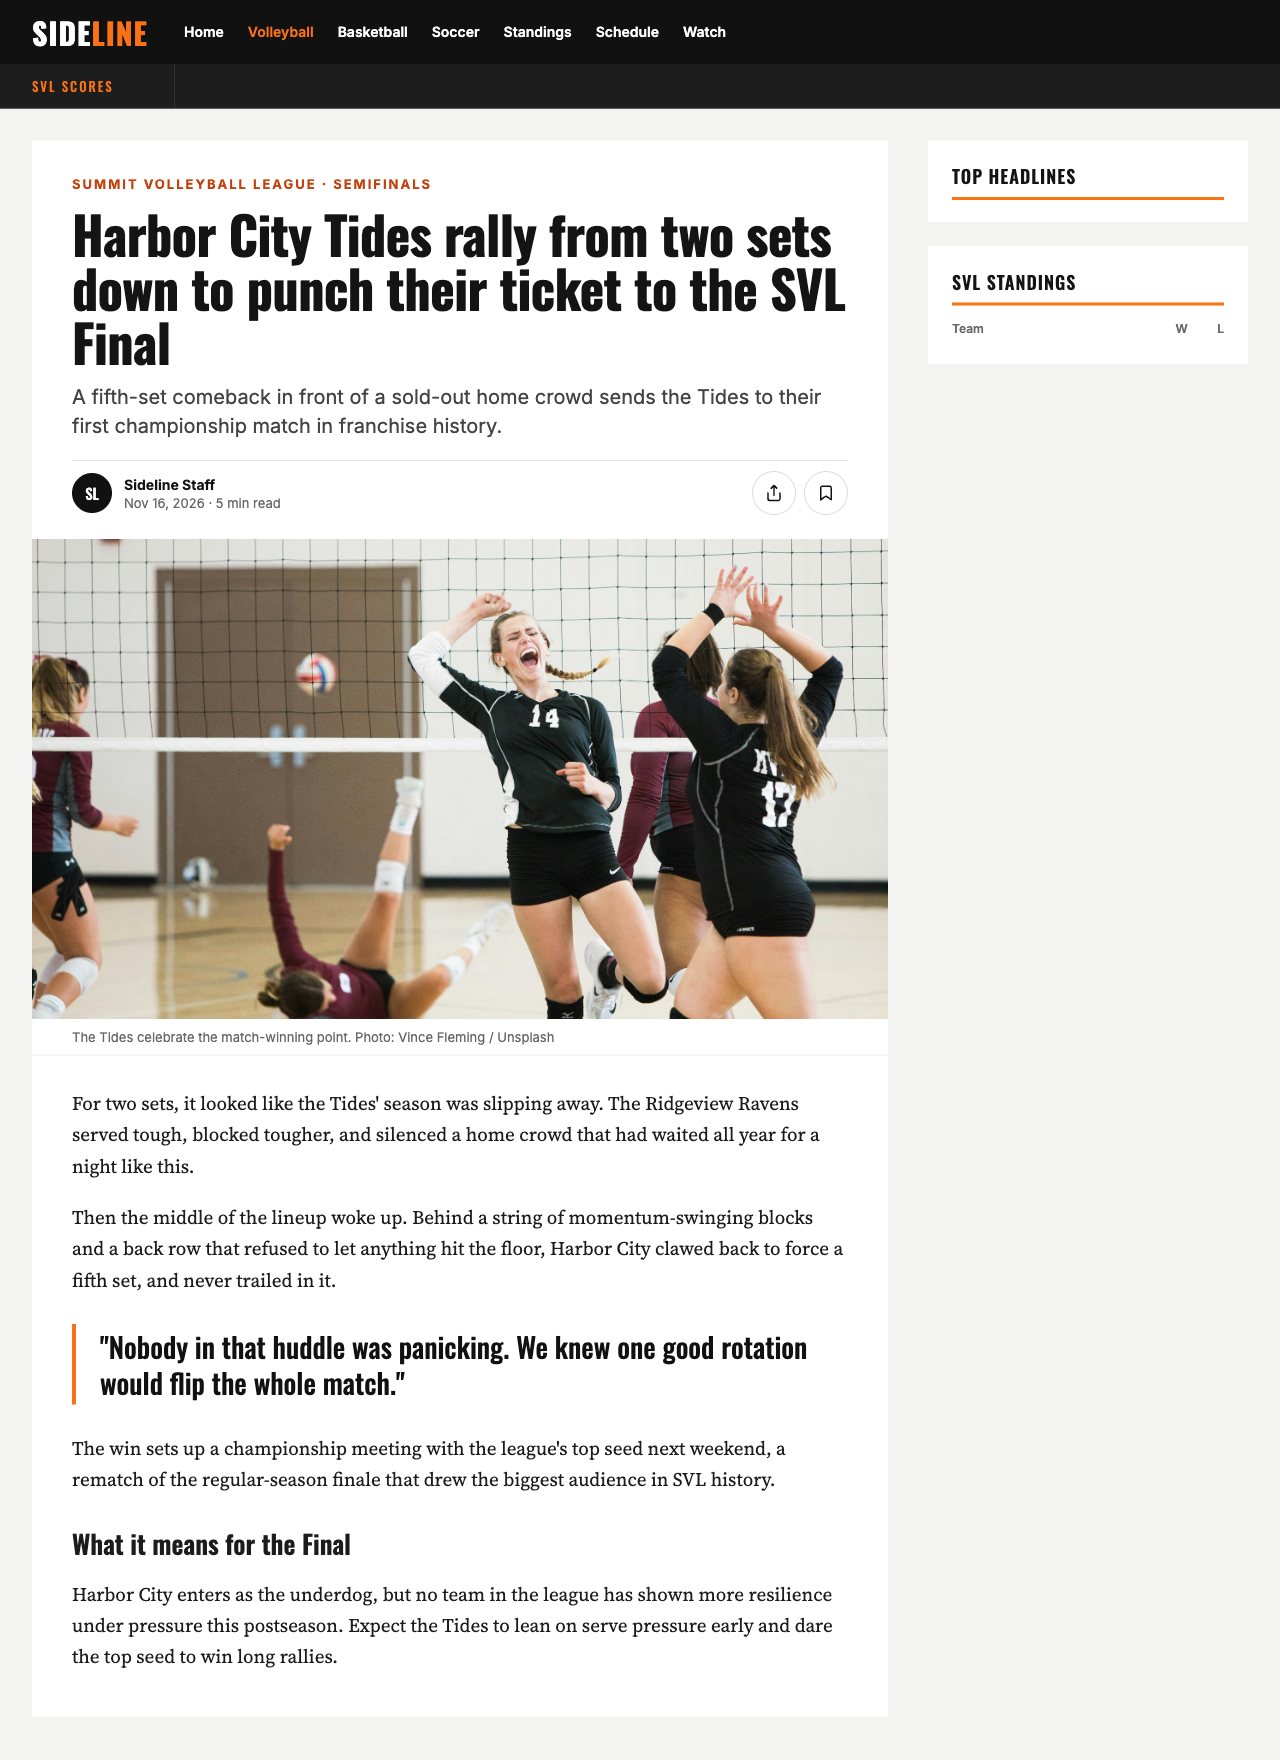 SIDELINE Home Volleyball Basketball Soccer Standings Schedule Watch
SVL SCORES
SUMMIT VOLLEYBALL LEAGUE · SEMIFINALS
Harbor City Tides rally from two sets
down to punch their ticket to the SVL
Final
A fifth-set comeback in front of a sold-out home crowd sends the Tides to their
first championship match in franchise history.
SL
Sideline Staff
Nov 16, 2026 · 5 min read
14
17
The Tides celebrate the match-winning point. Photo: Vince Fleming / Unsplash
For two sets, it looked like the Tides' season was slipping away. The Ridgeview Ravens
served tough, blocked tougher, and silenced a home crowd that had waited all year for a
night like this.
Then the middle of the lineup woke up. Behind a string of momentum-swinging blocks
and a back row that refused to let anything hit the floor, Harbor City clawed back to force a
fifth set, and never trailed in it.
"Nobody in that huddle was panicking. We knew one good rotation
would flip the whole match."
The win sets up a championship meeting with the league's top seed next weekend, a
rematch of the regular-season finale that drew the biggest audience in SVL history.
What it means for the Final
Harbor City enters as the underdog, but no team in the league has shown more resilience
under pressure this postseason. Expect the Tides to lean on serve pressure early and dare
the top seed to win long rallies.
TOP HEADLINES
SVL STANDINGS
Team W L